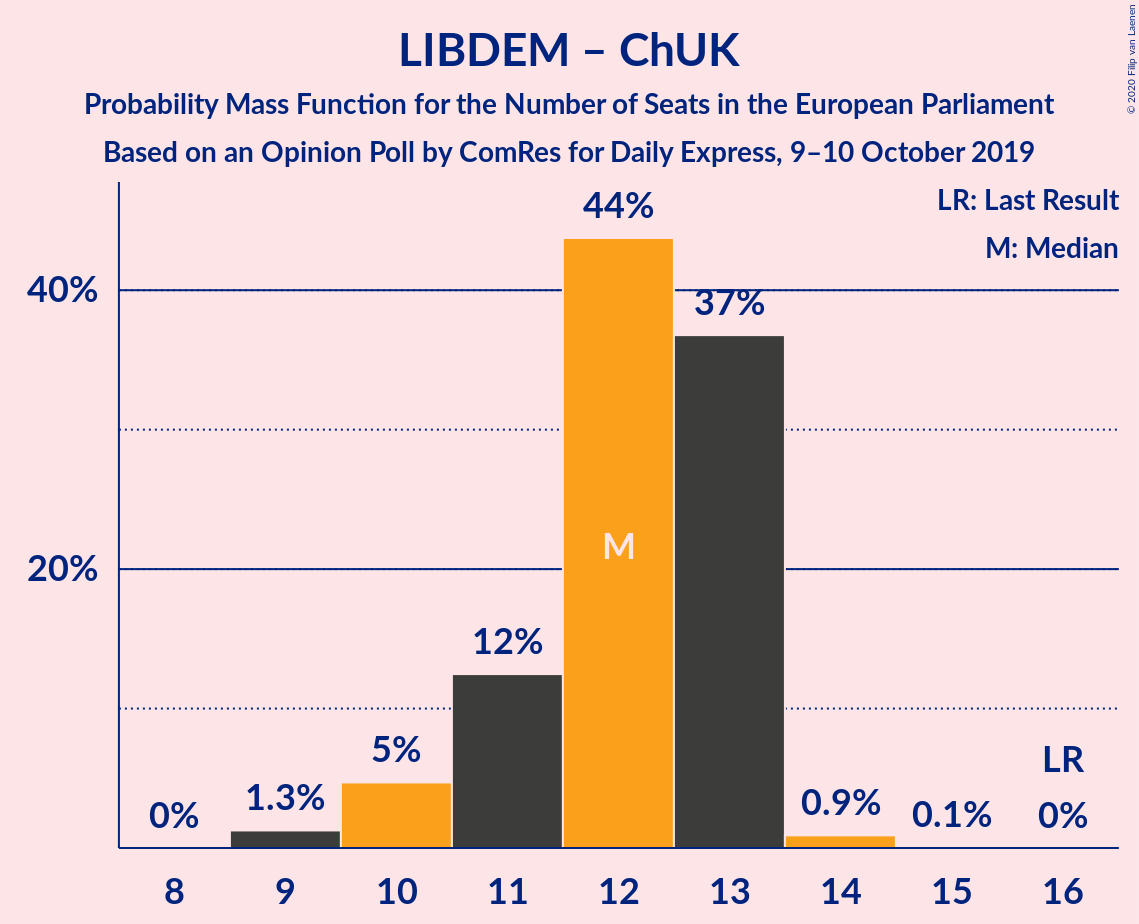 LIBDEM – ChUK
Probability Mass Function for the Number of Seats in the European Parliament
Based on an Opinion Poll by ComRes for Daily Express, 9–10 October 2019
© 2020 Filip van Laenen
LR: Last Result
M: Median
40%
20%
0%
1.3%
5%
12%
44%
M
37%
0.9%
0.1%
LR
0%
8
9
10
11
12
13
14
15
16